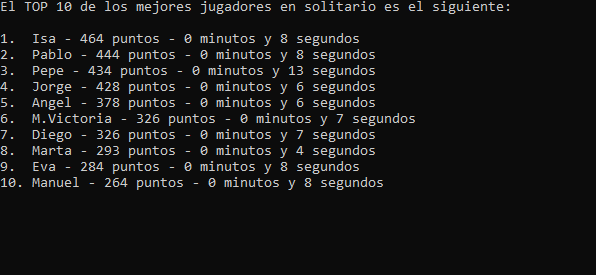 El TOP 10 de los mejores jugadores en solitario es el siguiente:
1. Isa - 464 puntos - 0 minutos y 8 segundos
2. Pablo - 444 puntos - 0 minutos y 8 segundos
3. Pepe - 434 puntos - 0 minutos y 13 segundos
4. Jorge - 428 puntos - 0 minutos y 6 segundos
5. Angel - 378 puntos - 0 minutos y 6 segundos
6. M.Victoria - 326 puntos - 0 minutos y 7 segundos
7. Diego - 326 puntos - 0 minutos y 7 segundos
8. Marta - 293 puntos - 0 minutos y 4 segundos
9. Eva - 284 puntos - 0 minutos y 8 segundos
10. Manuel - 264 puntos - 0 minutos y 8 segundos